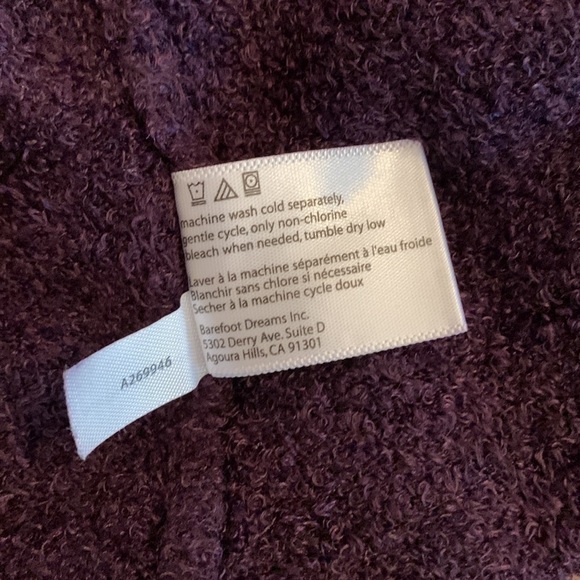 machine wash cold separately,
gentle cycle, only non-chlorine
bleach when needed, tumble dry low
Laver à la machine séparément à l'eau froide
Blanchir sans chlore si nécessaire
Secher à la machine cycle doux
Barefoot Dreams Inc.
5302 Derry Ave. Suite D
Agoura Hills, CA 91301
A269946